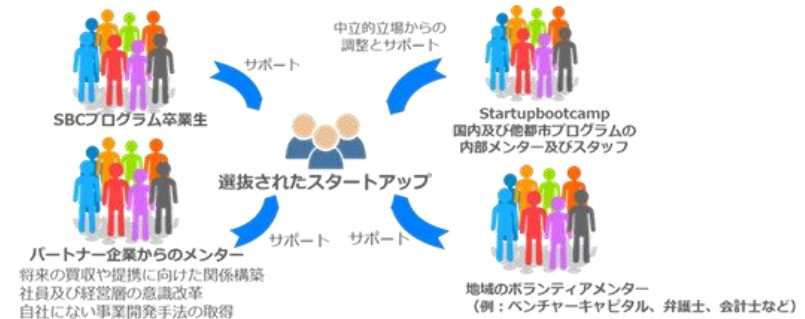 サポート
中立的立場からの
調整とサポート
SBCプログラム卒業生
Startupbootcamp
国内及び他都市プログラムの
内部メンター及びスタッフ
選抜されたスタートアップ
サポート
サポート
パートナー企業からのメンター
将来の買収や提携に向けた関係構築
社員及び経営層の意識改革
自社にない事業開発手法の取得
地域のボランティアメンター
（例：ベンチャーキャピタル、弁護士、会計士など）